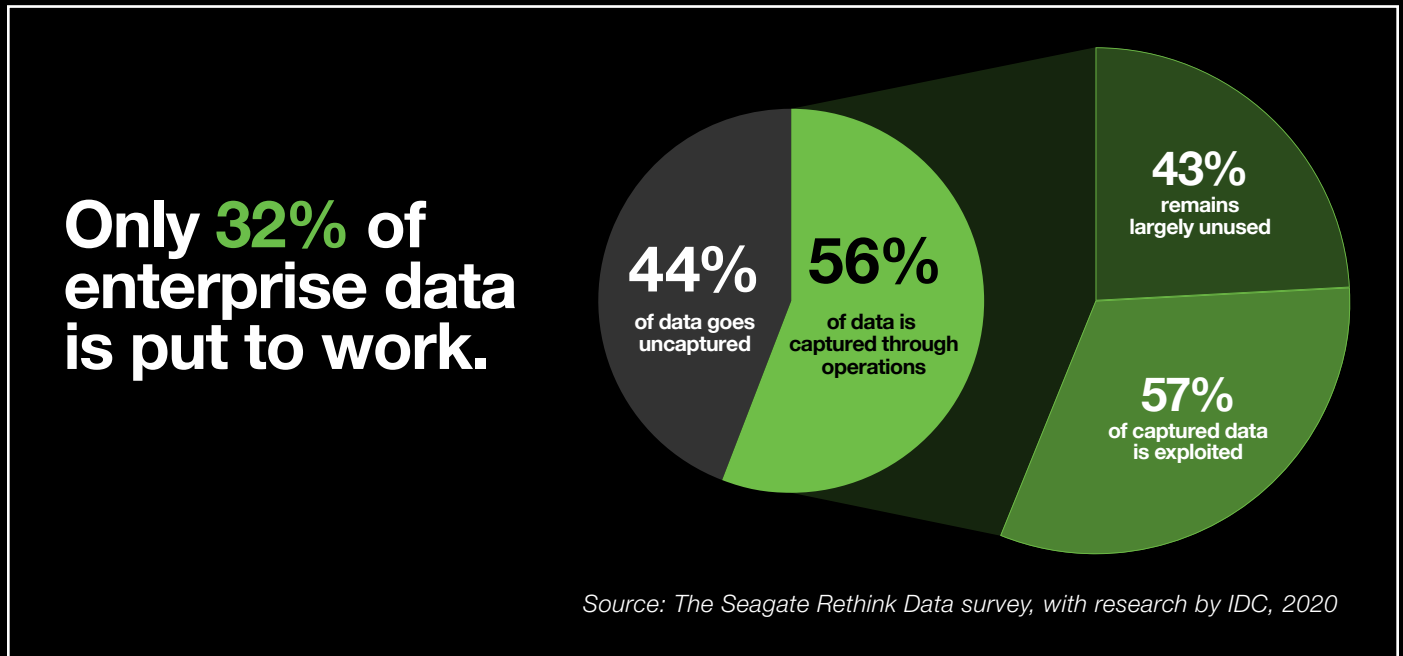 Only 32% of
enterprise data
is put to work.
44%
of data goes
uncaptured
56%
of data is
captured through
operations
43%
remains
largely unused
57%
of captured data
is exploited
Source: The Seagate Rethink Data survey, with research by IDC, 2020